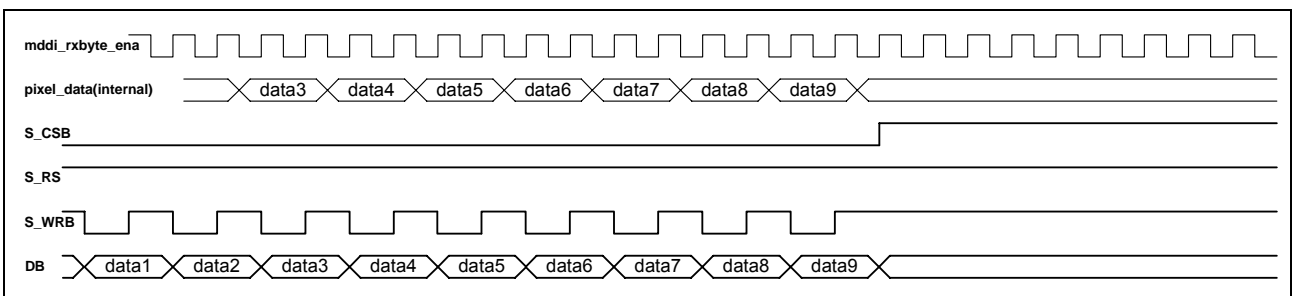 mddi_rxbyte_ena
pixel_data(internal) data3 data4 data5 data6 data7 data8 data9
S_CSB
S_RS
S_WRB
DB data1 data2 data3 data4 data5 data6 data7 data8 data9